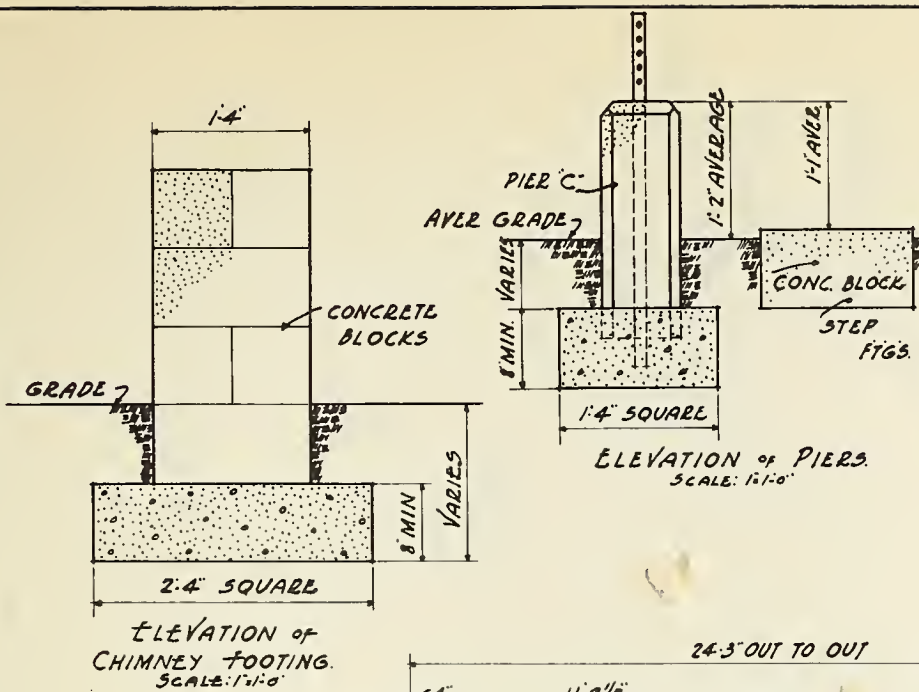 1'-4"
CONCRETE
BLOCKS
GRADE
8" MIN
VARIES
2'-4" SQUARE
ELEVATION of
CHIMNEY FOOTING.
SCALE: 1"=1'-0"
PIER "C"
AVER GRADE
1'-2" AVERAGE
1'-1" AVER.
VARIES
8" MIN.
CONC. BLOCK
STEP
FTGS.
1'-4" SQUARE
ELEVATION of PIERS.
SCALE: 1"=1'-0"
24'-3" OUT TO OUT